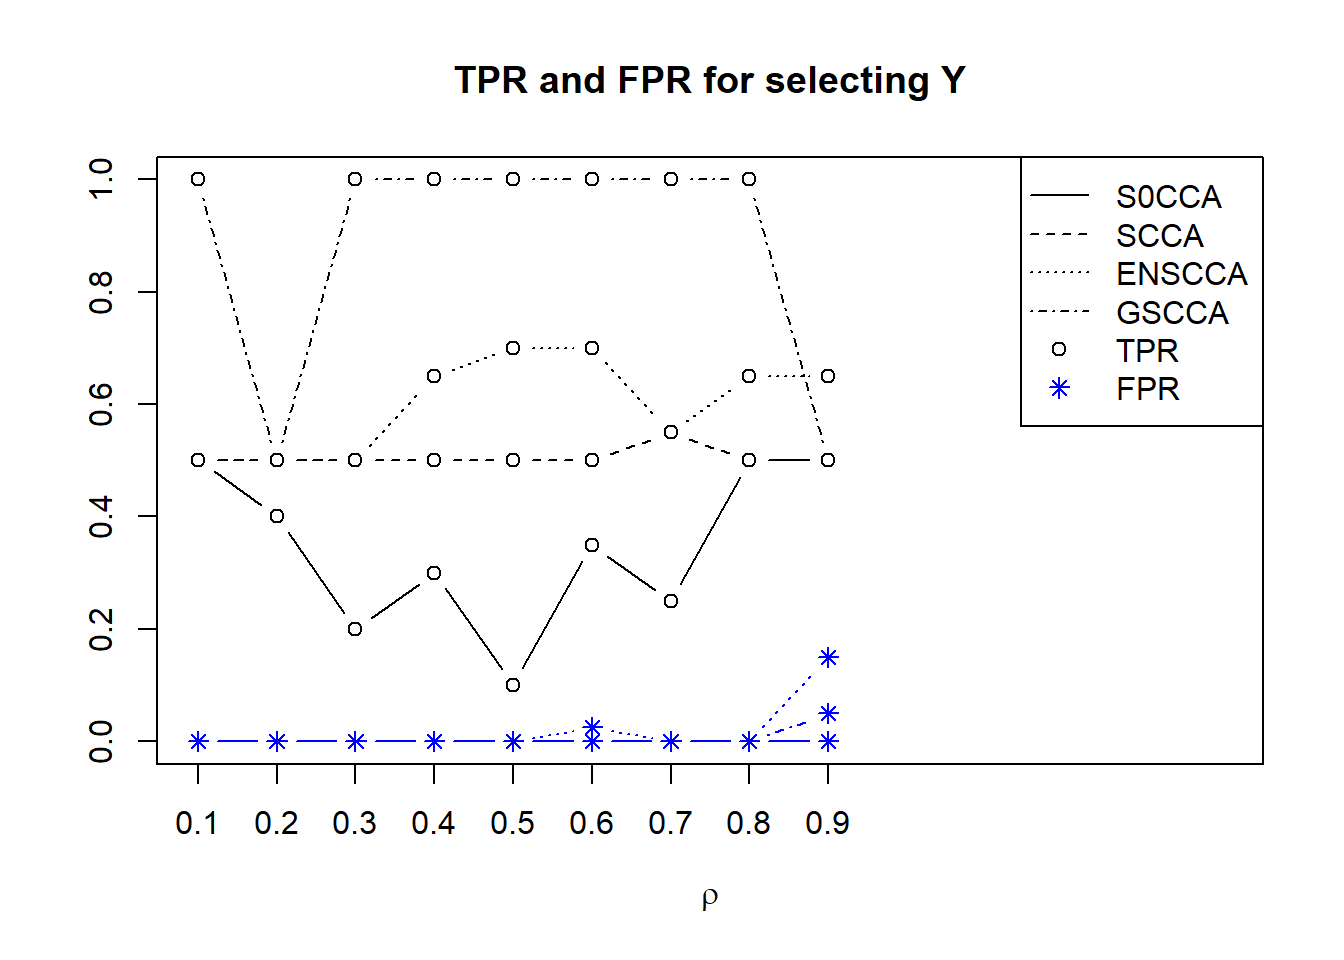 TPR and FPR for selecting Y
1.0
0.8
0.6
0.4
0.2
0.0
S0CCA
SCCA
ENSCCA
GSCCA
TPR
FPR
0.1 0.2 0.3 0.4 0.5 0.6 0.7 0.8 0.9
ρ